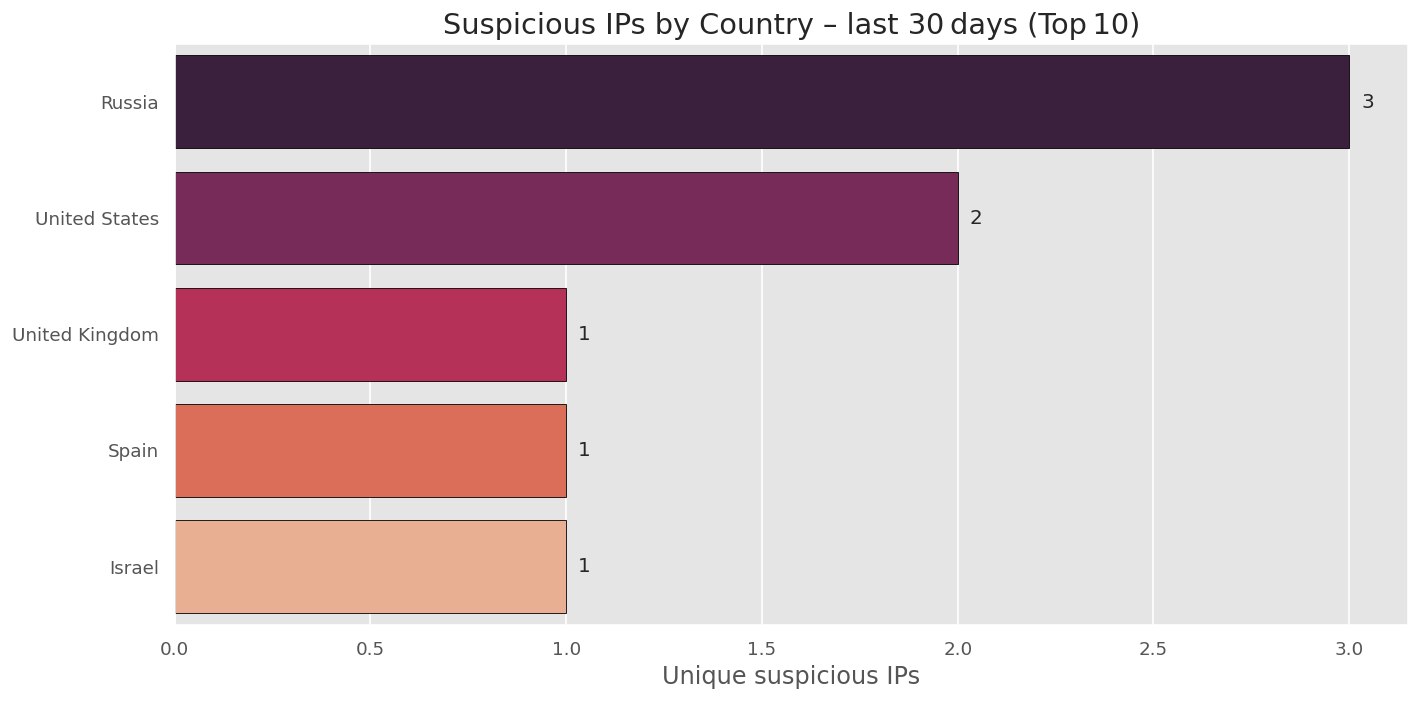 Suspicious IPs by Country – last 30 days (Top 10)
Russia
3
United States
2
United Kingdom
1
Spain
1
Israel
1
0.0 0.5 1.0 1.5 2.0 2.5 3.0
Unique suspicious IPs